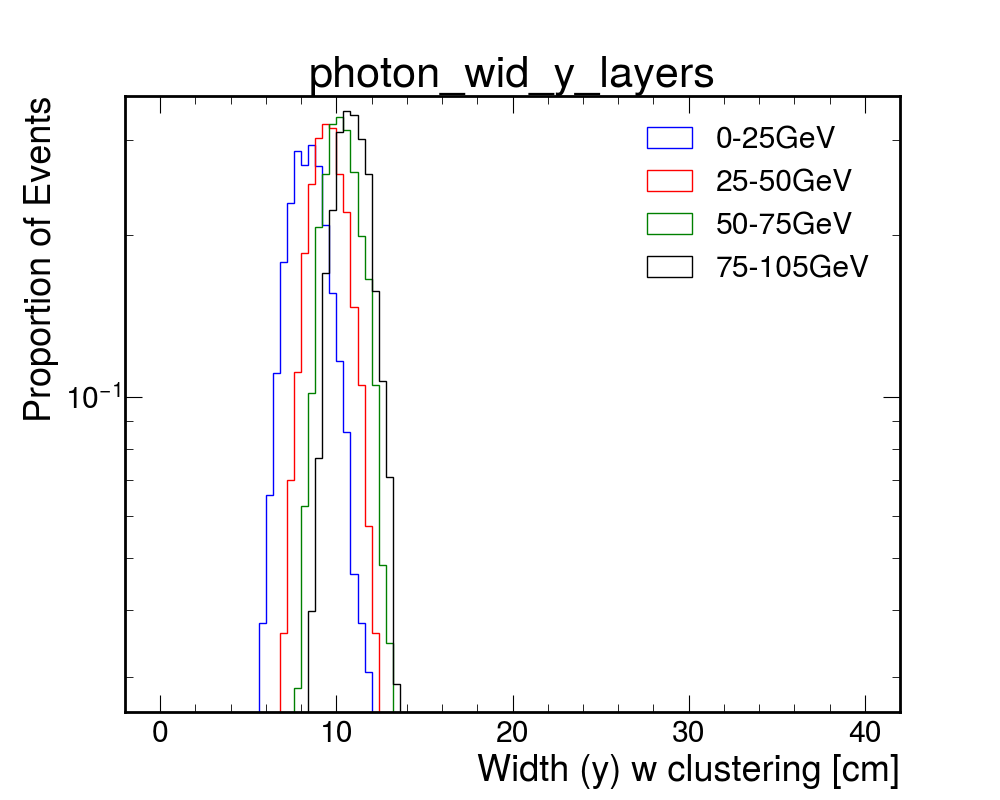 photon_wid_y_layers
Proportion of Events
10⁻¹
0-25GeV
25-50GeV
50-75GeV
75-105GeV
0 10 20 30 40
Width (y) w clustering [cm]